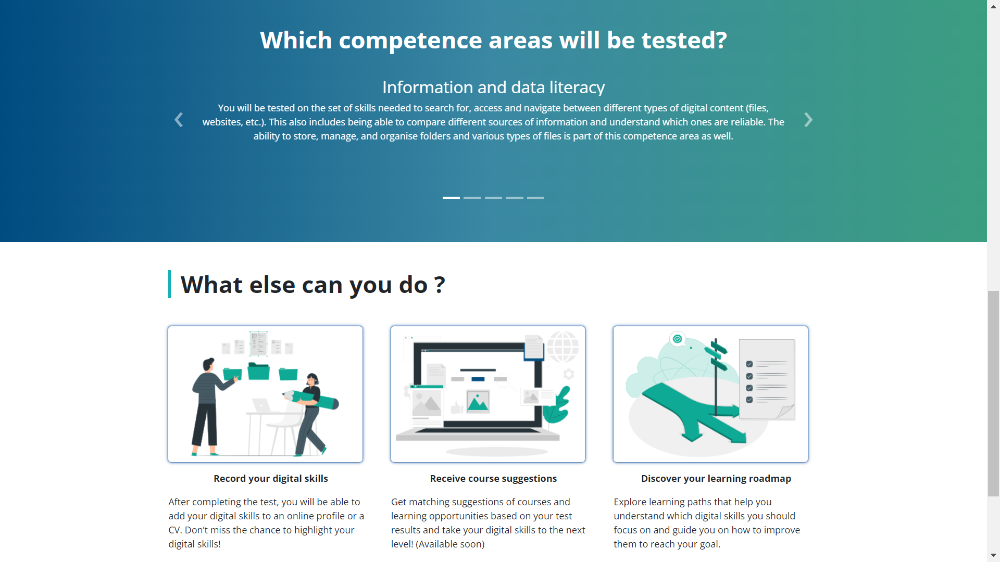 Which competence areas will be tested?
Information and data literacy
You will be tested on the set of skills needed to search for, access and navigate between different types of digital content (files,
websites, etc.). This also includes being able to compare different sources of information and understand which ones are reliable. The
ability to store, manage, and organise folders and various types of files is part of this competence area as well.
What else can you do ?
Record your digital skills
After completing the test, you will be able to
add your digital skills to an online profile or a
CV. Don’t miss the chance to highlight your
digital skills!
Receive course suggestions
Get matching suggestions of courses and
learning opportunities based on your test
results and take your digital skills to the next
level! (Available soon)
Discover your learning roadmap
Explore learning paths that help you
understand which digital skills you should
focus on and guide you on how to improve
them to reach your goal.